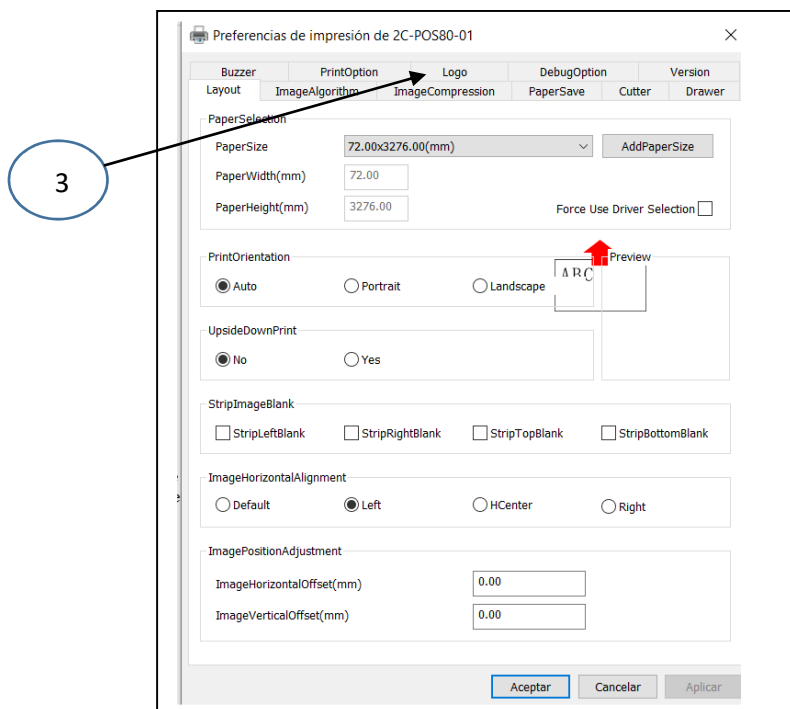 Preferencias de impresión de 2C-POS80-01
Buzzer PrintOption Logo DebugOption Version
Layout ImageAlgorithm ImageCompression PaperSave Cutter Drawer
3
PaperSelection
PaperSize 72.00x3276.00(mm) AddPaperSize
PaperWidth(mm) 72.00
PaperHeight(mm) 3276.00 Force Use Driver Selection
PrintOrientation Preview
Auto Portrait Landscape ABC
UpsideDownPrint
No Yes
StripImageBlank
StripLeftBlank StripRightBlank StripTopBlank StripBottomBlank
ImageHorizontalAlignment
Default Left HCenter Right
ImagePositionAdjustment
ImageHorizontalOffset(mm) 0.00
ImageVerticalOffset(mm) 0.00
Aceptar Cancelar Aplicar